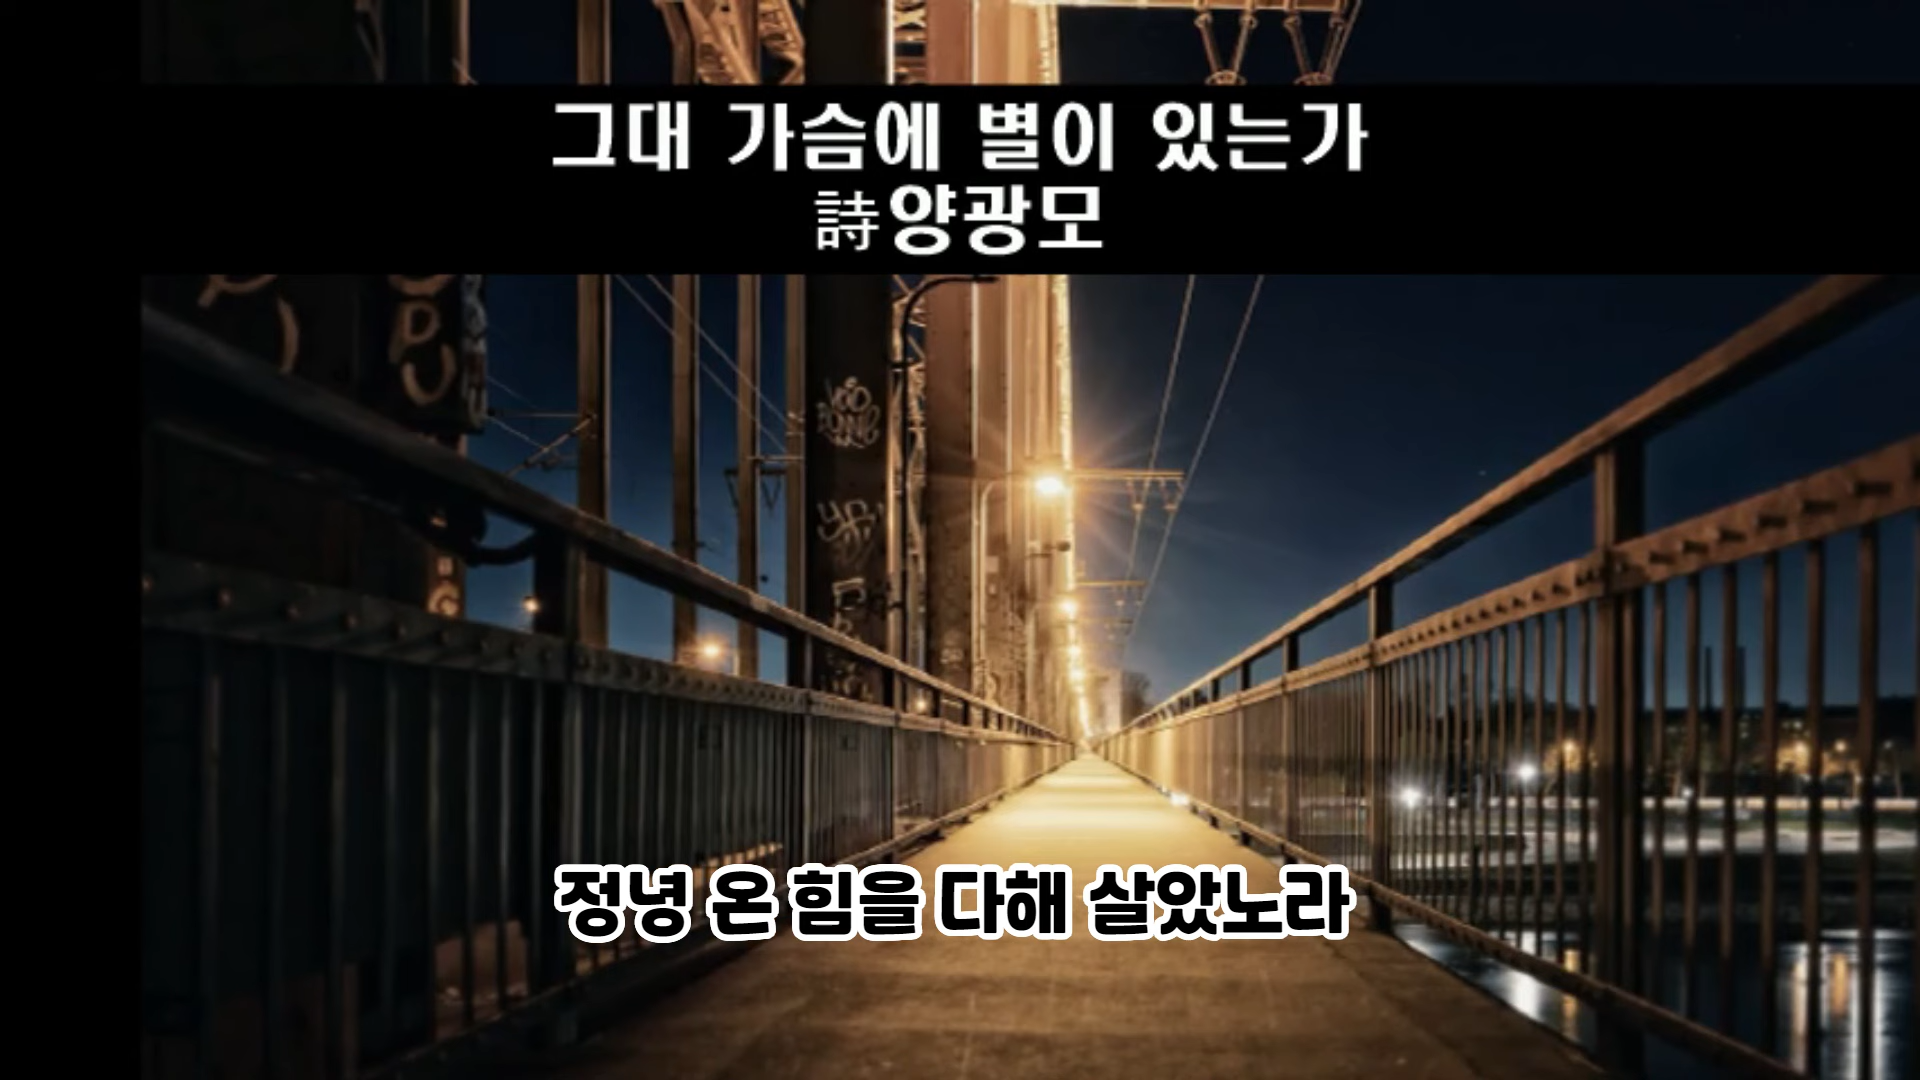 그대 가슴에 별이 있는가
詩양광모
정녕 온 힘을 다해 살았노라